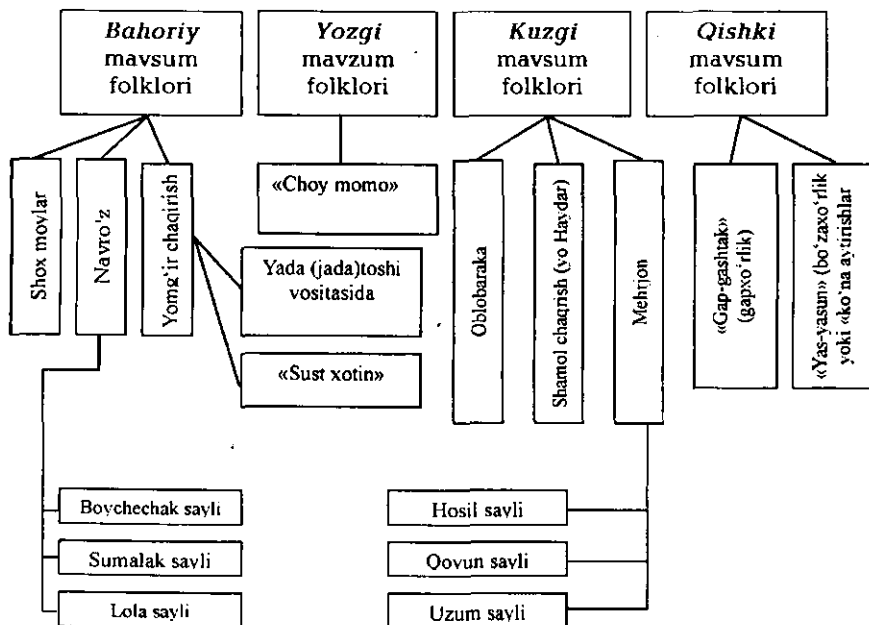 Bahoriy
mavsum
folklori
Yozgi
mavzum
folklori
Kuzgi
mavsum
folklori
Qishki
mavsum
folklori
Shox movlar
Navro‘z
Yomg‘ir chaqirish
«Choy momo»
Yada (jada)toshi
vositasida
«Sust xotin»
Oblobaraka
Shamol chaqrish (yo Haydar)
Mehrjon
«Gap-gashtak»
(gapxo‘rlik)
«Yas-yasun» (bo‘zaxo‘rlik
yoki «ko‘na aytirishlar
Boychechak sayli
Sumalak sayli
Lola sayli
Hosil sayli
Qovun sayli
Uzum sayli